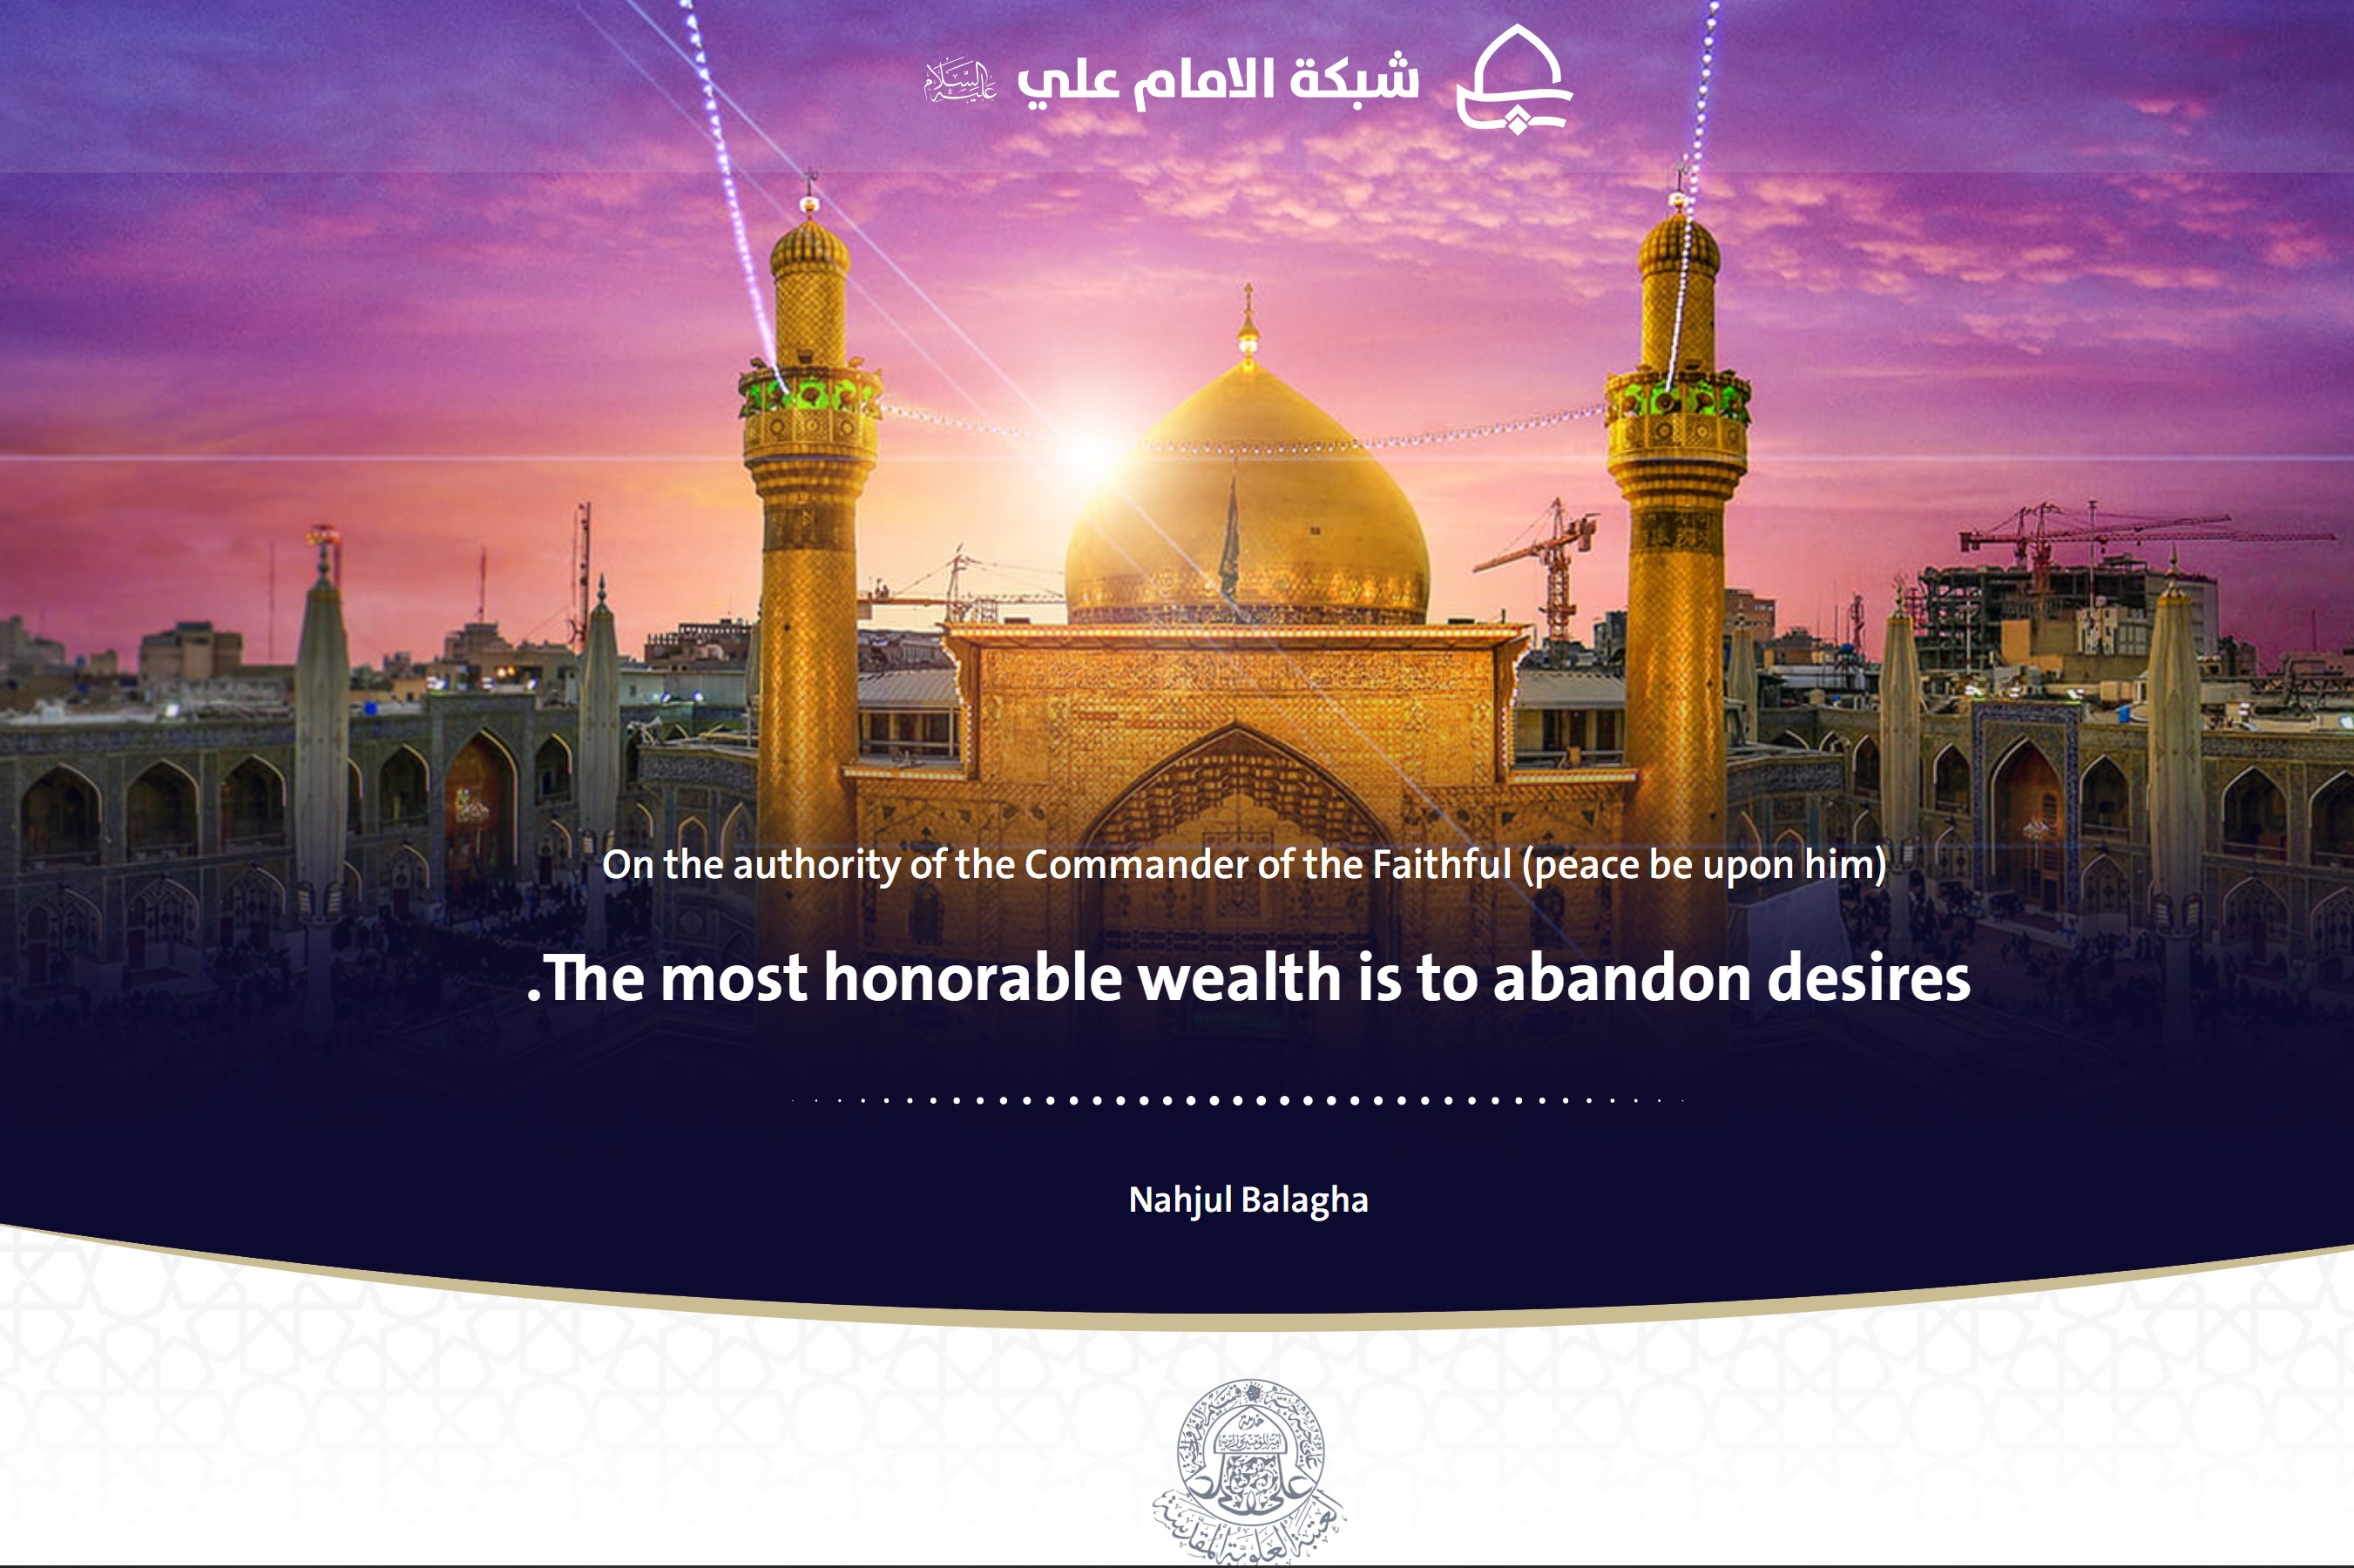 شبكة الامام علي عليه السلام
On the authority of the Commander of the Faithful (peace be upon him)
.The most honorable wealth is to abandon desires
Nahjul Balagha